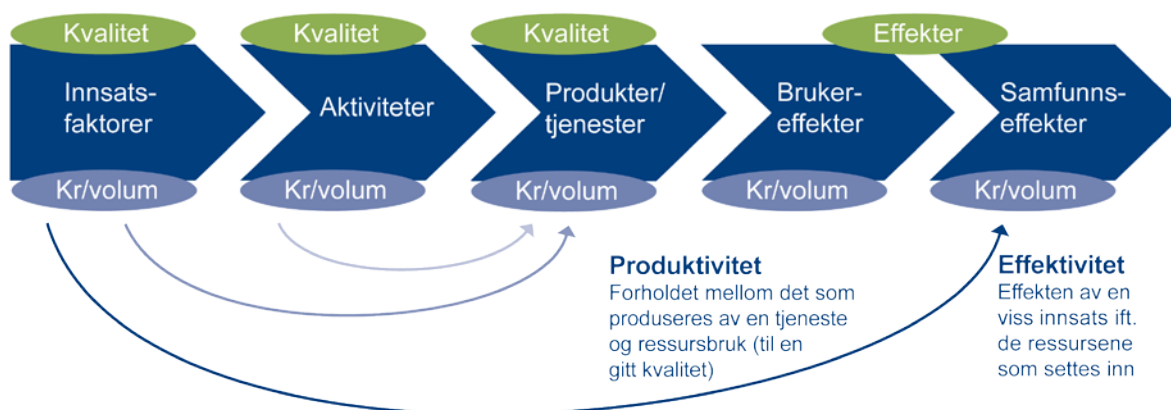 Kvalitet
Kvalitet
Kvalitet
Effekter
Innsats-
faktorer
Aktiviteter
Produkter/
tjenester
Bruker-
effekter
Samfunns-
effekter
Kr/volum
Kr/volum
Kr/volum
Kr/volum
Kr/volum
Produktivitet
Forholdet mellom det som
produseres av en tjeneste
og ressursbruk (til en
gitt kvalitet)
Effektivitet
Effekten av en
viss innsats ift.
de ressursene
som settes inn